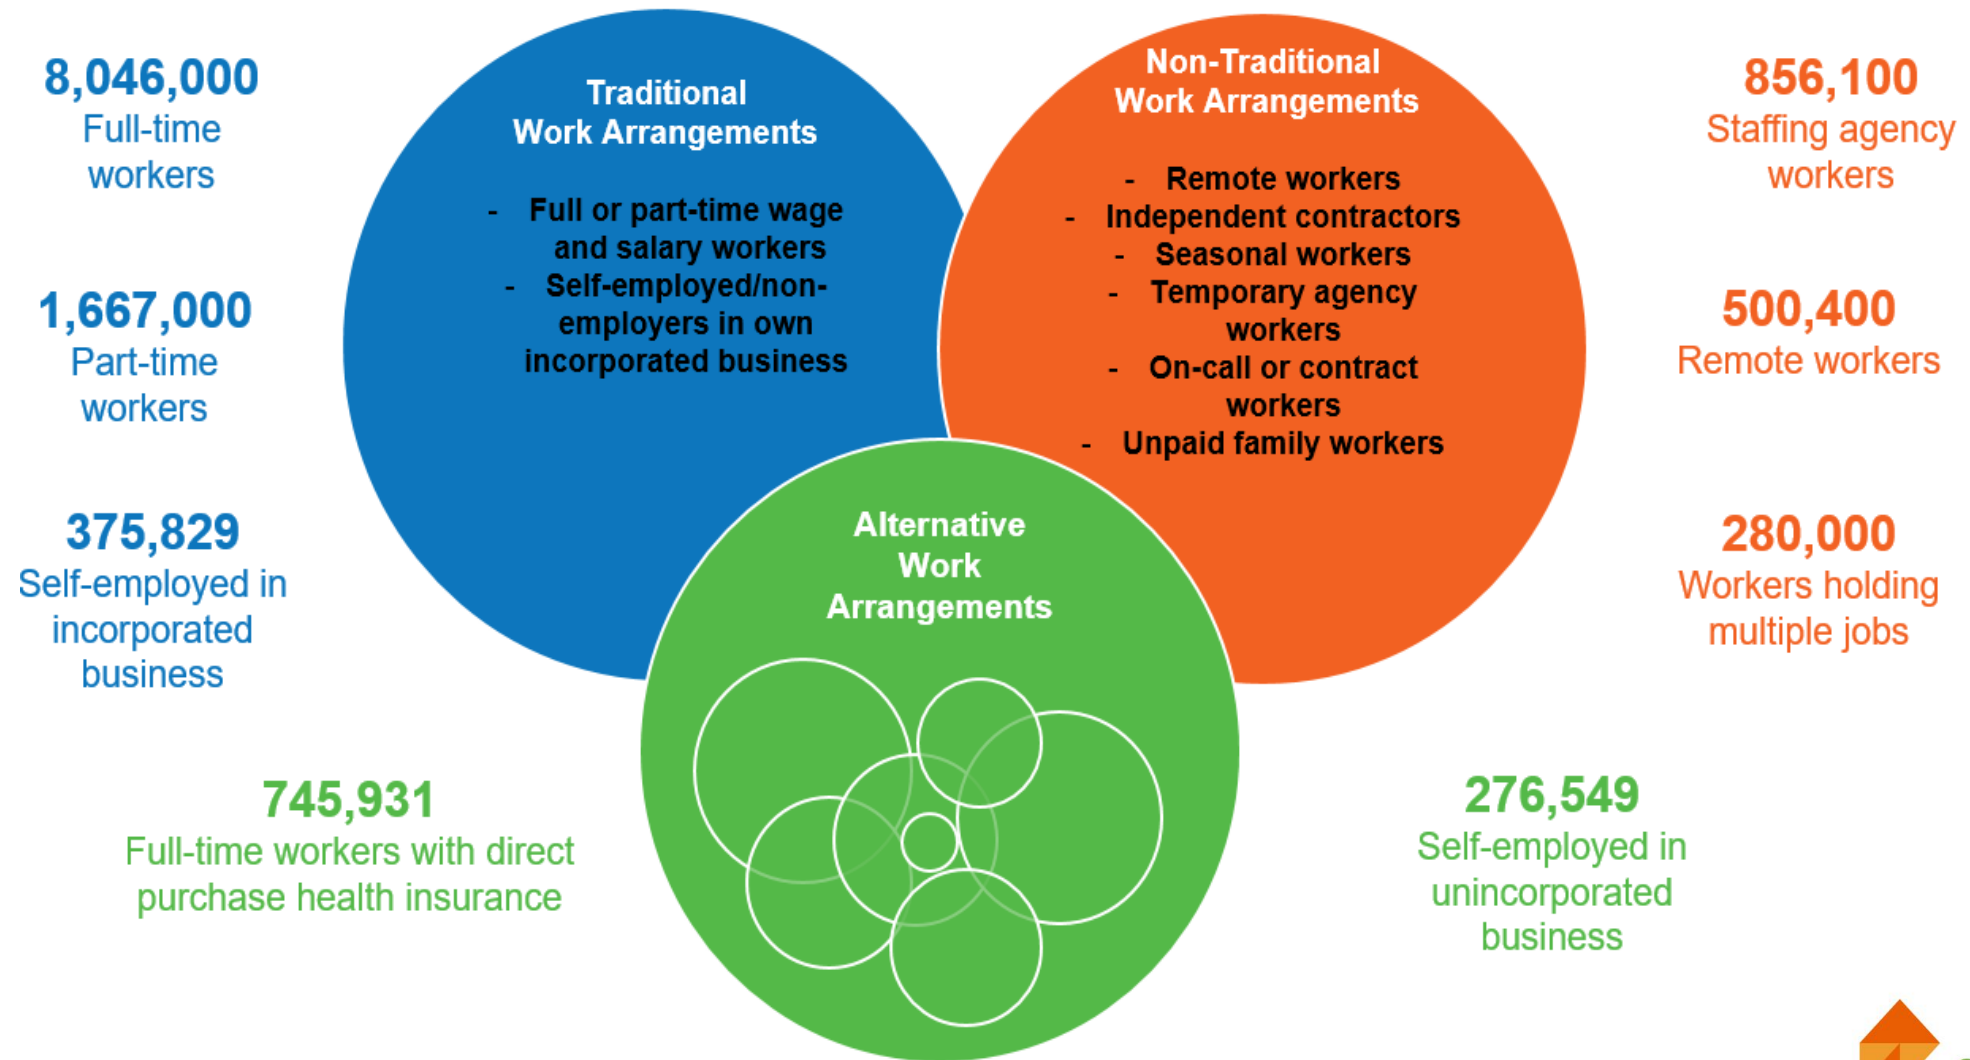 8,046,000
Full-time
workers
1,667,000
Part-time
workers
375,829
Self-employed in
incorporated
business
Traditional
Work Arrangements
- Full or part-time wage
and salary workers
- Self-employed/non-
employers in own
incorporated business
Non-Traditional
Work Arrangements
- Remote workers
- Independent contractors
- Seasonal workers
- Temporary agency
workers
- On-call or contract
workers
- Unpaid family workers
856,100
Staffing agency
workers
500,400
Remote workers
280,000
Workers holding
multiple jobs
Alternative
Work
Arrangements
745,931
Full-time workers with direct
purchase health insurance
276,549
Self-employed in
unincorporated
business